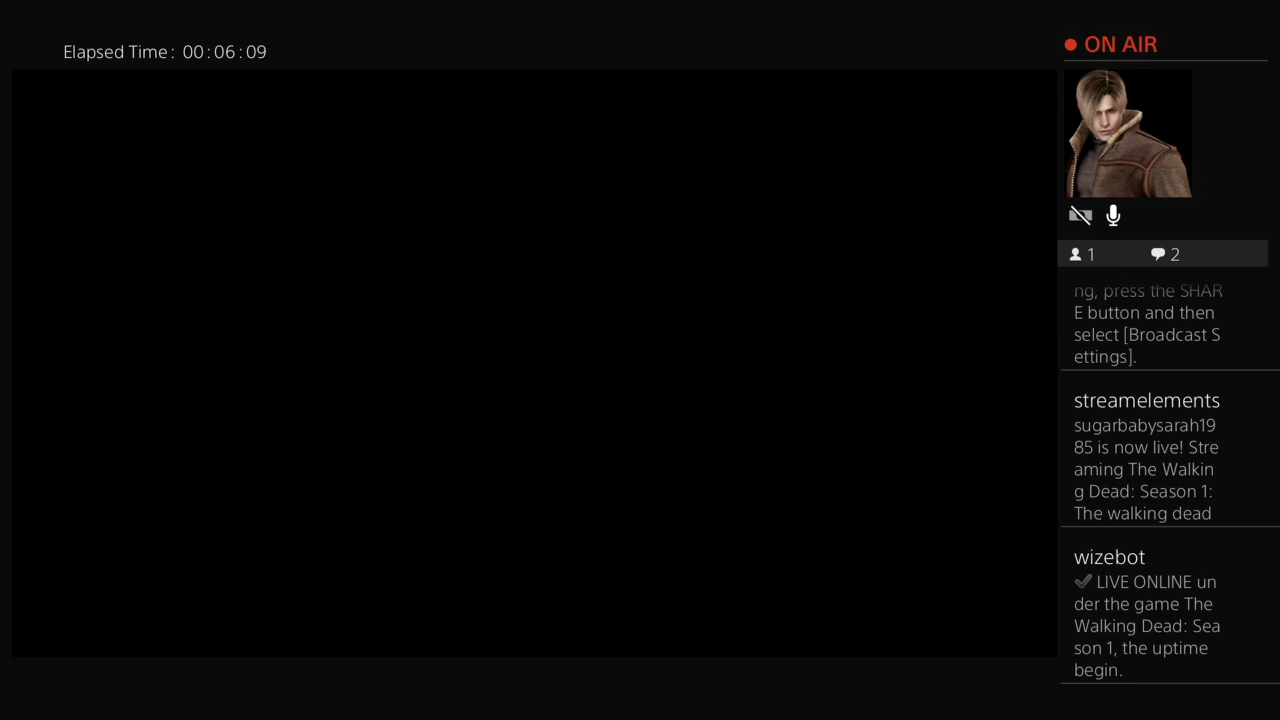 Elapsed Time: 00:06:09
ON AIR
1 2
ng, press the SHAR
E button and then
select [Broadcast S
ettings].
streamelements
sugarbabysarah19
85 is now live! Stre
aming The Walkin
g Dead: Season 1:
The walking dead
wizebot
✔ LIVE ONLINE un
der the game The
Walking Dead: Sea
son 1, the uptime
begin.